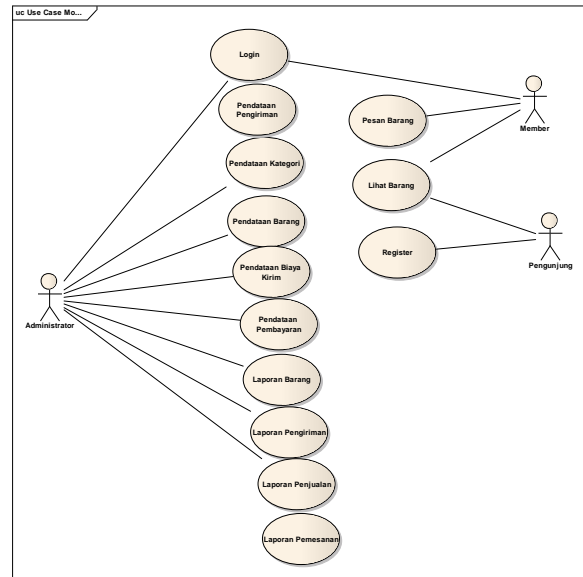 uc Use Case Mo...
Login
Pendataan
Pengiriman
Pendataan Kategori
Pendataan Barang
Pendataan Biaya
Kirim
Pendataan
Pembayaran
Laporan Barang
Laporan Pengiriman
Laporan Penjualan
Laporan Pemesanan
Administrator
Pesan Barang
Lihat Barang
Register
Member
Pengunjung